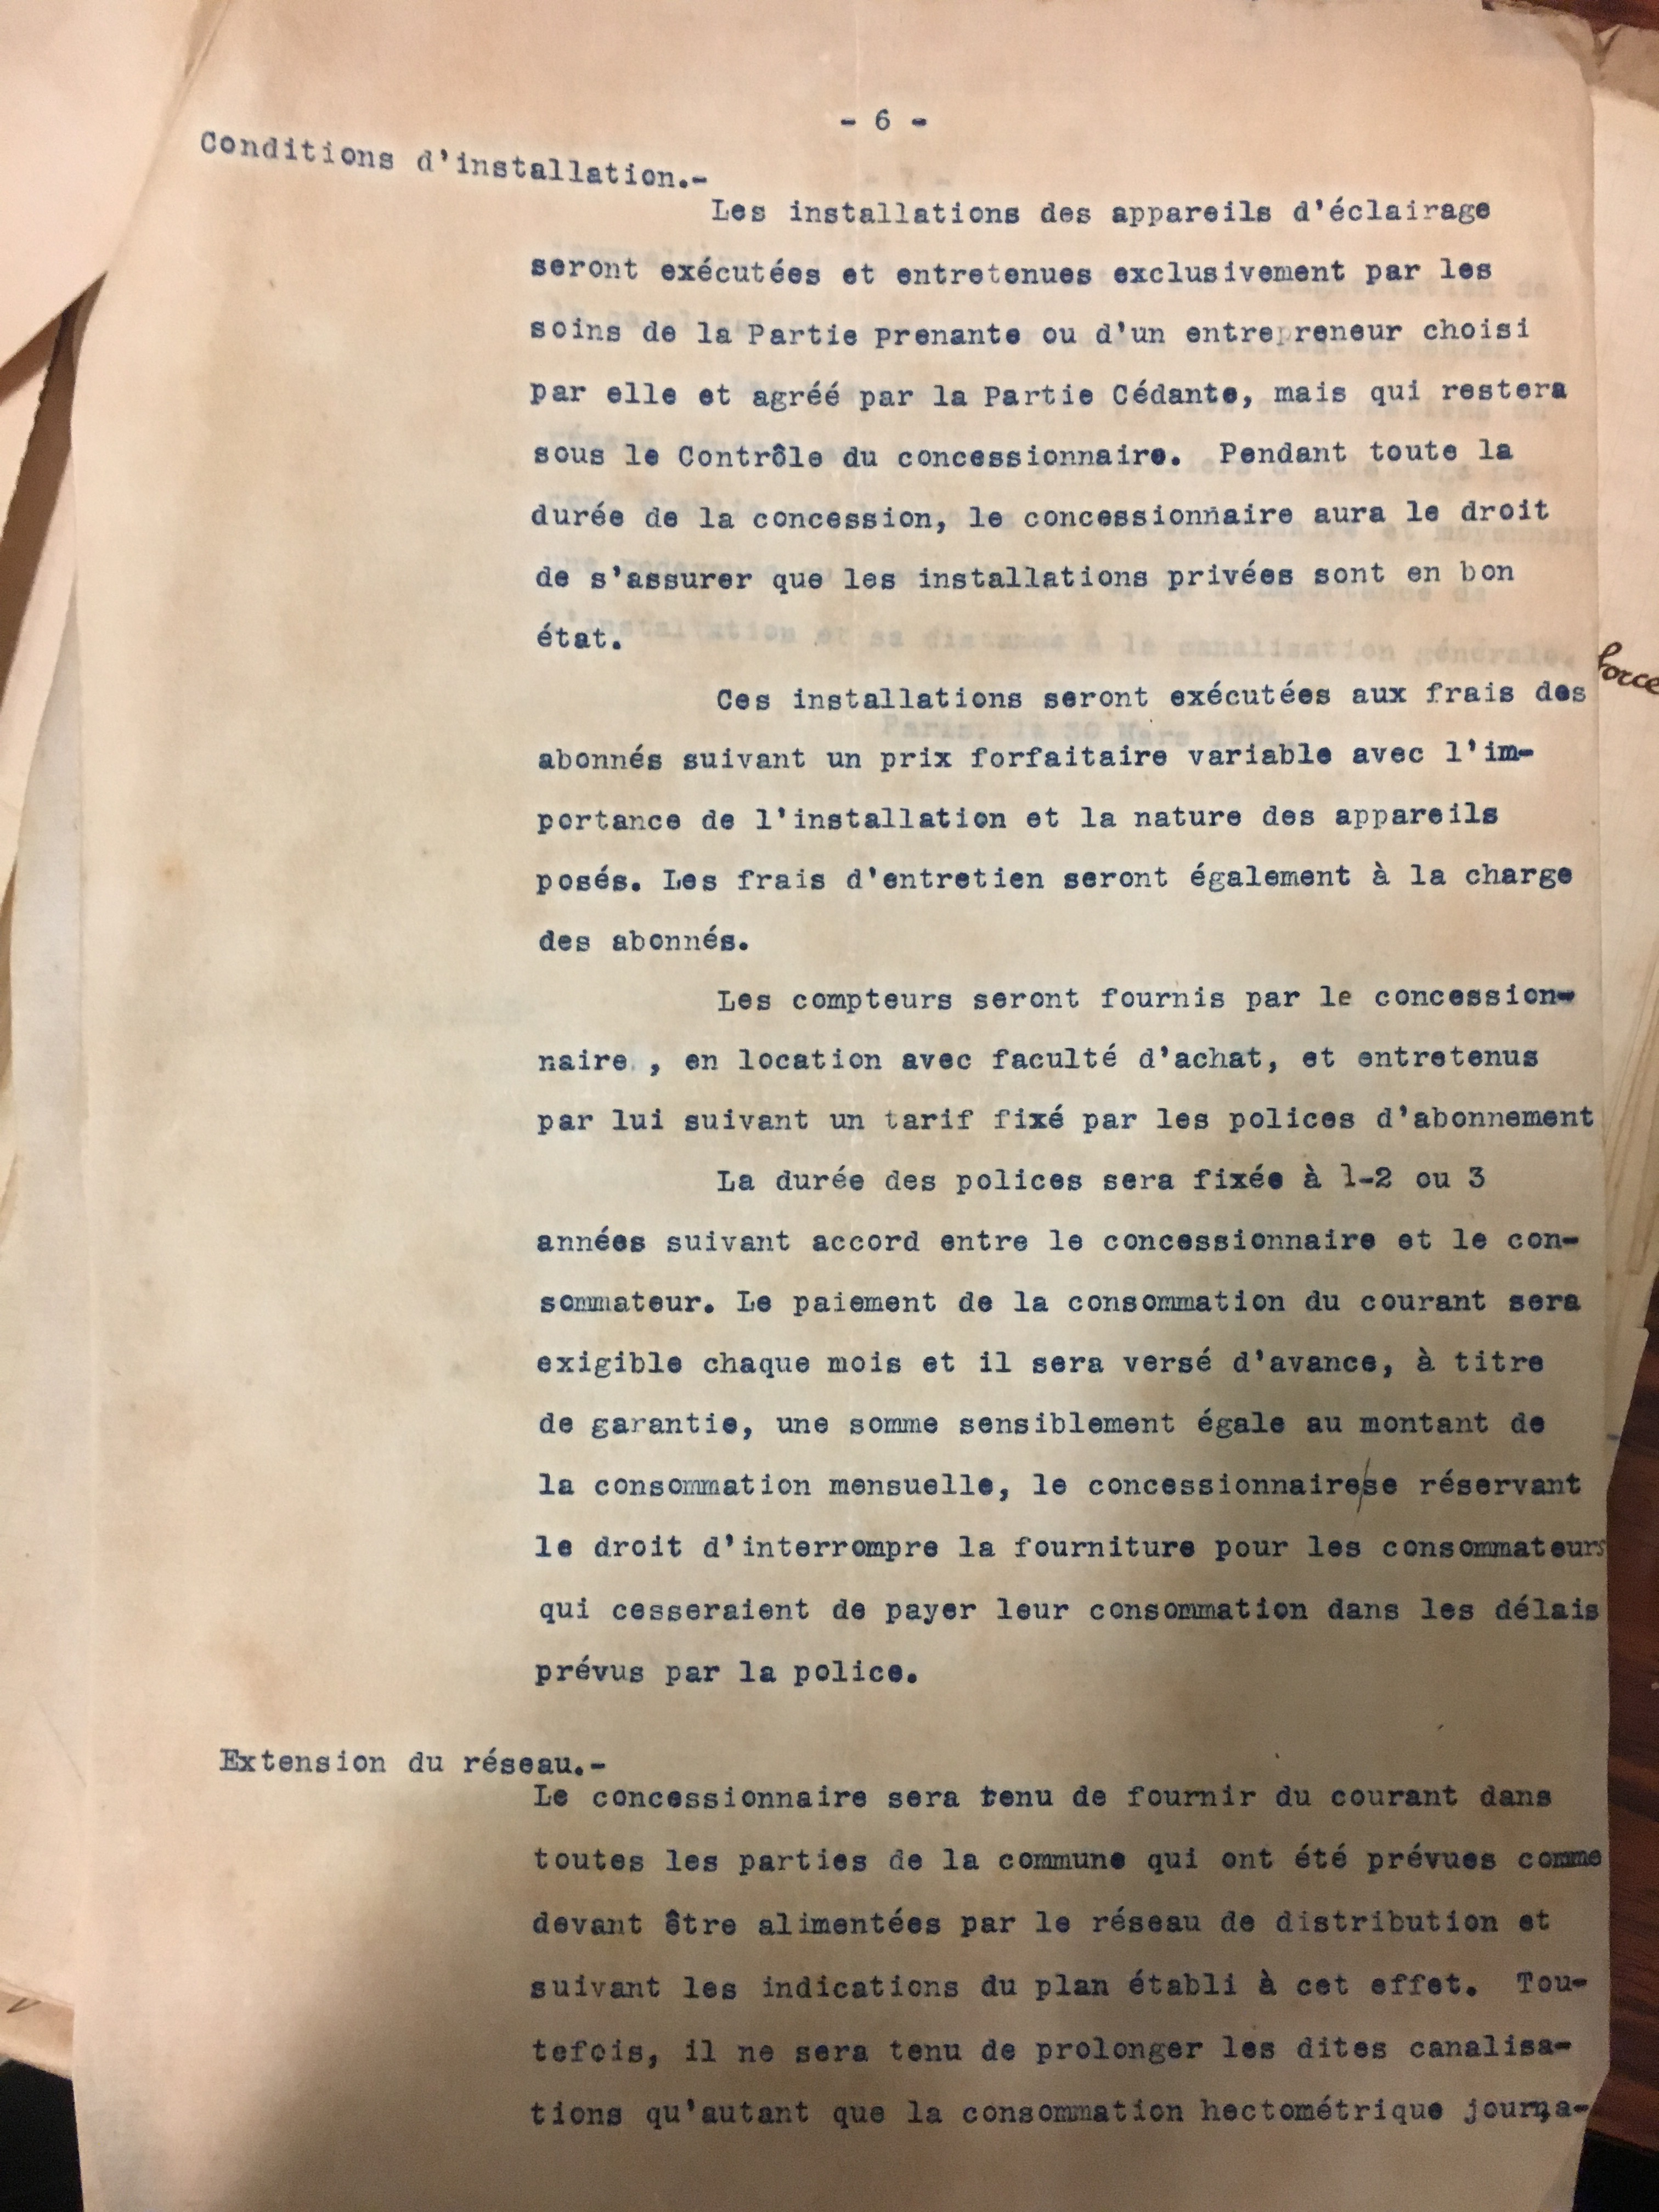 - 6 -
Conditions d'installation.-
Les installations des appareils d'éclairage
seront exécutées et entretenues exclusivement par les
soins de la Partie prenante ou d'un entrepreneur choisi
par elle et agréé par la Partie Cédante, mais qui restera
sous le Contrôle du concessionnaire. Pendant toute la
durée de la concession, le concessionnaire aura le droit
de s'assurer que les installations privées sont en bon
état.
force
Ces installations seront exécutées aux frais des
abonnés suivant un prix forfaitaire variable avec l'im-
portance de l'installation et la nature des appareils
posés. Les frais d'entretien seront également à la charge
des abonnés.
Les compteurs seront fournis par le concession-
naire , en location avec faculté d'achat, et entretenus
par lui suivant un tarif fixé par les polices d'abonnement
La durée des polices sera fixée à 1-2 ou 3
années suivant accord entre le concessionnaire et le con-
sommateur. Le paiement de la consommation du courant sera
exigible chaque mois et il sera versé d'avance, à titre
de garantie, une somme sensiblement égale au montant de
la consommation mensuelle, le concessionnaire/se réservant
le droit d'interrompre la fourniture pour les consommateurs
qui cesseraient de payer leur consommation dans les délais
prévus par la police.
Extension du réseau.-
Le concessionnaire sera tenu de fournir du courant dans
toutes les parties de la commune qui ont été prévues comme
devant être alimentées par le réseau de distribution et
suivant les indications du plan établi à cet effet. Tou-
tefois, il ne sera tenu de prolonger les dites canalisa-
tions qu'autant que la consommation hectométrique journa-